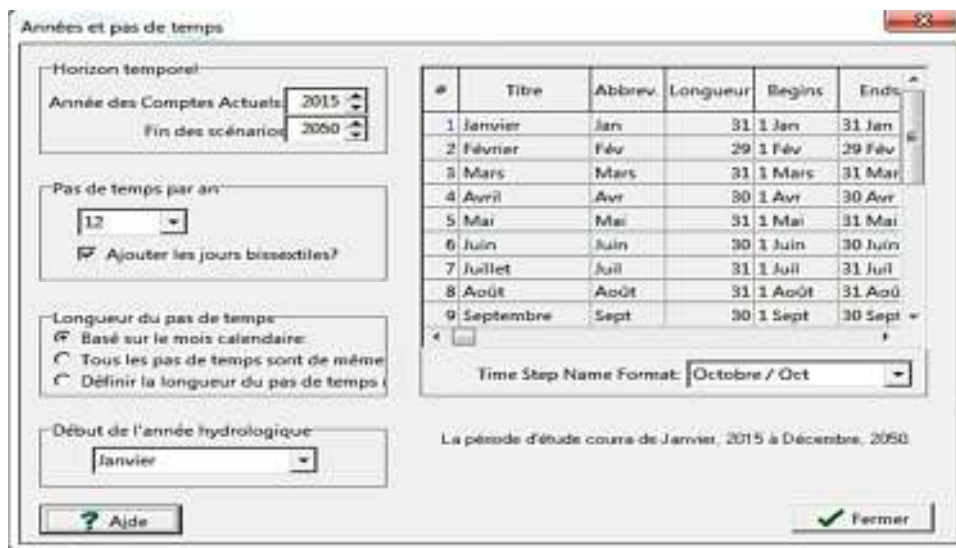 Années et pas de temps
Horizon temporel
Année des Comptes Actuels 2015
Fin des scénarios 2050
Pas de temps par an
12
Ajouter les jours bissextiles?
Longueur du pas de temps
Basé sur le mois calendaire
Tous les pas de temps sont de même
Définir la longueur du pas de temps
Début de l'année hydrologique
Janvier
? Aide
# Titre Abbrev. Longueur Begins Ends
1 Janvier Jan 31 1 Jan 31 Jan
2 Février Fév 29 1 Fév 29 Fév
3 Mars Mars 31 1 Mars 31 Mar
4 Avril Avr 30 1 Avr 30 Avr
5 Mai Mai 31 1 Mai 31 Mai
6 Juin Juin 30 1 Juin 30 Juin
7 Juillet Juil 31 1 Juil 31 Juil
8 Août Août 31 1 Août 31 Aoû
9 Septembre Sept 30 1 Sept 30 Sept
Time Step Name Format: Octobre / Oct
La période d'étude courra de Janvier, 2015 à Décembre, 2050.
Fermer